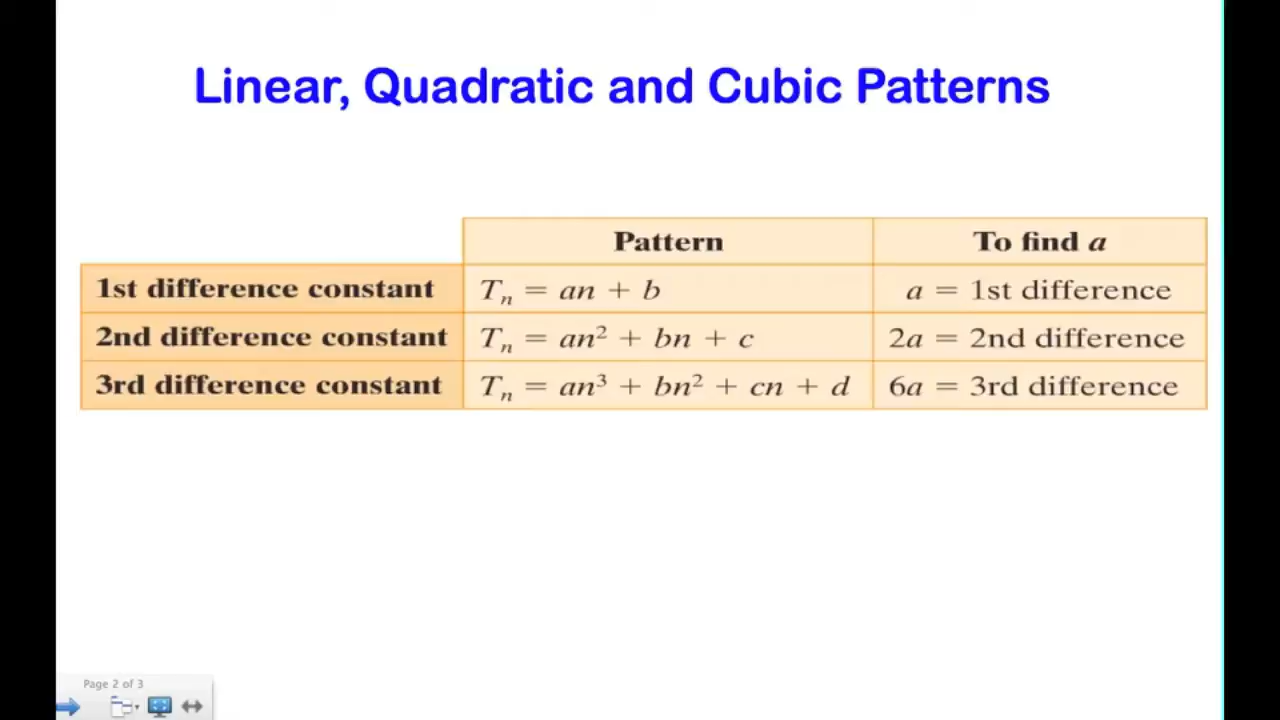 Linear, Quadratic and Cubic Patterns
Pattern To find a
1st difference constant Tₙ = an + b a = 1st difference
2nd difference constant Tₙ = an² + bn + c 2a = 2nd difference
3rd difference constant Tₙ = an³ + bn² + cn + d 6a = 3rd difference
Page 2 of 3